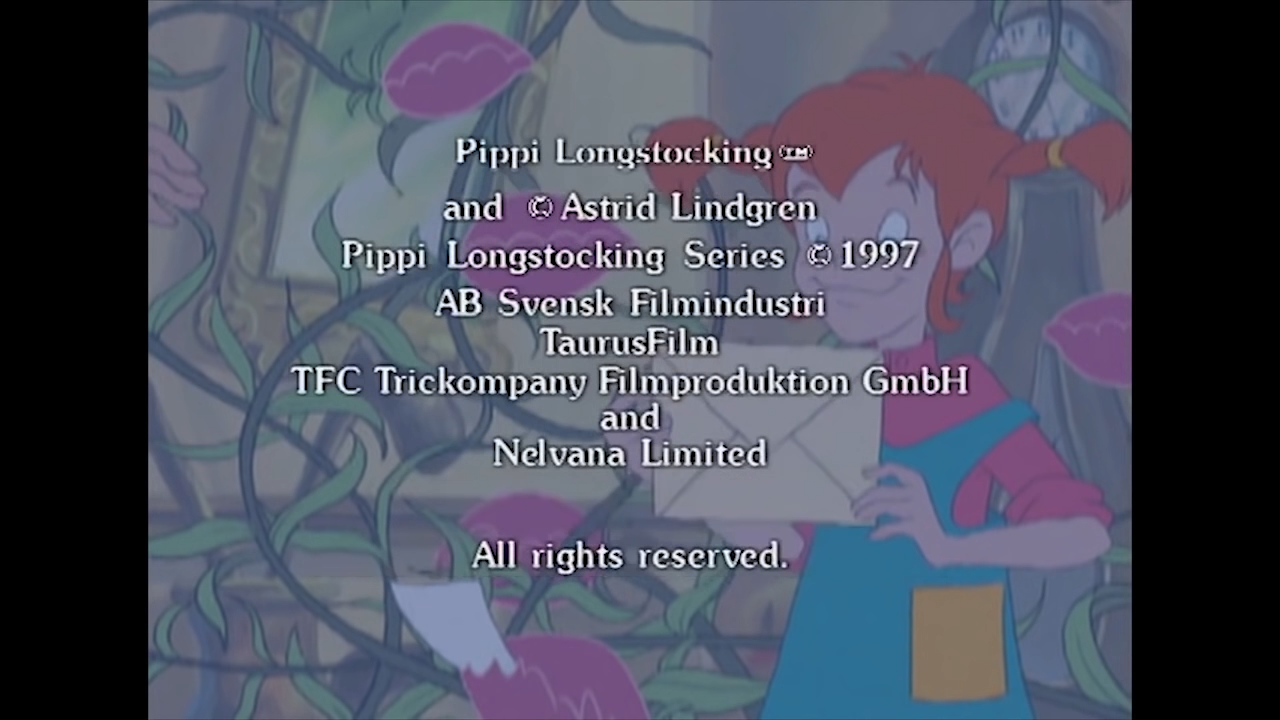 Pippi Longstocking™
and © Astrid Lindgren
Pippi Longstocking Series © 1997
AB Svensk Filmindustri
TaurusFilm
TFC Trickompany Filmproduktion GmbH
and
Nelvana Limited
All rights reserved.